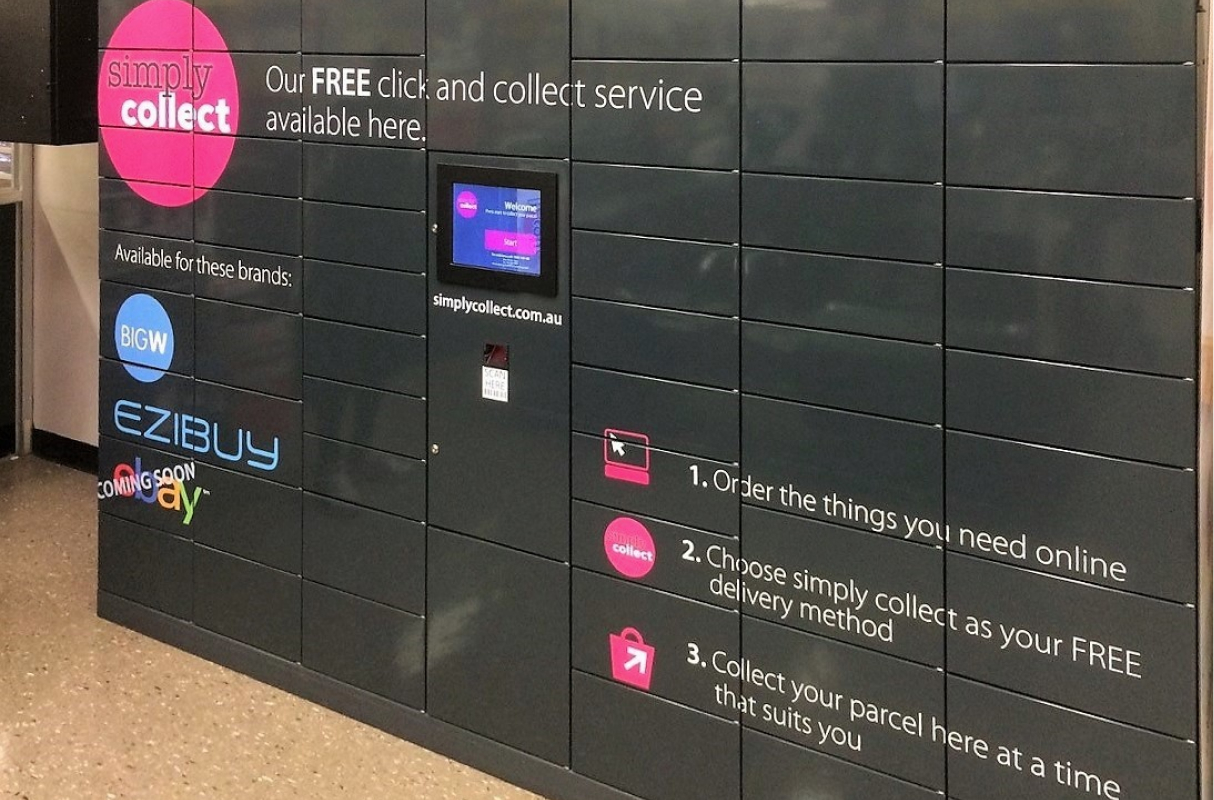 simply
collect
Our FREE click and collect service
available here.
Welcome
Start
simplycollect.com.au
SCAN
HERE
Available for these brands:
BIGW
EZIBUY
ebay™
COMING SOON
1. Order the things you need online
collect
2. Choose simply collect as your FREE
delivery method
3. Collect your parcel here at a time
that suits you